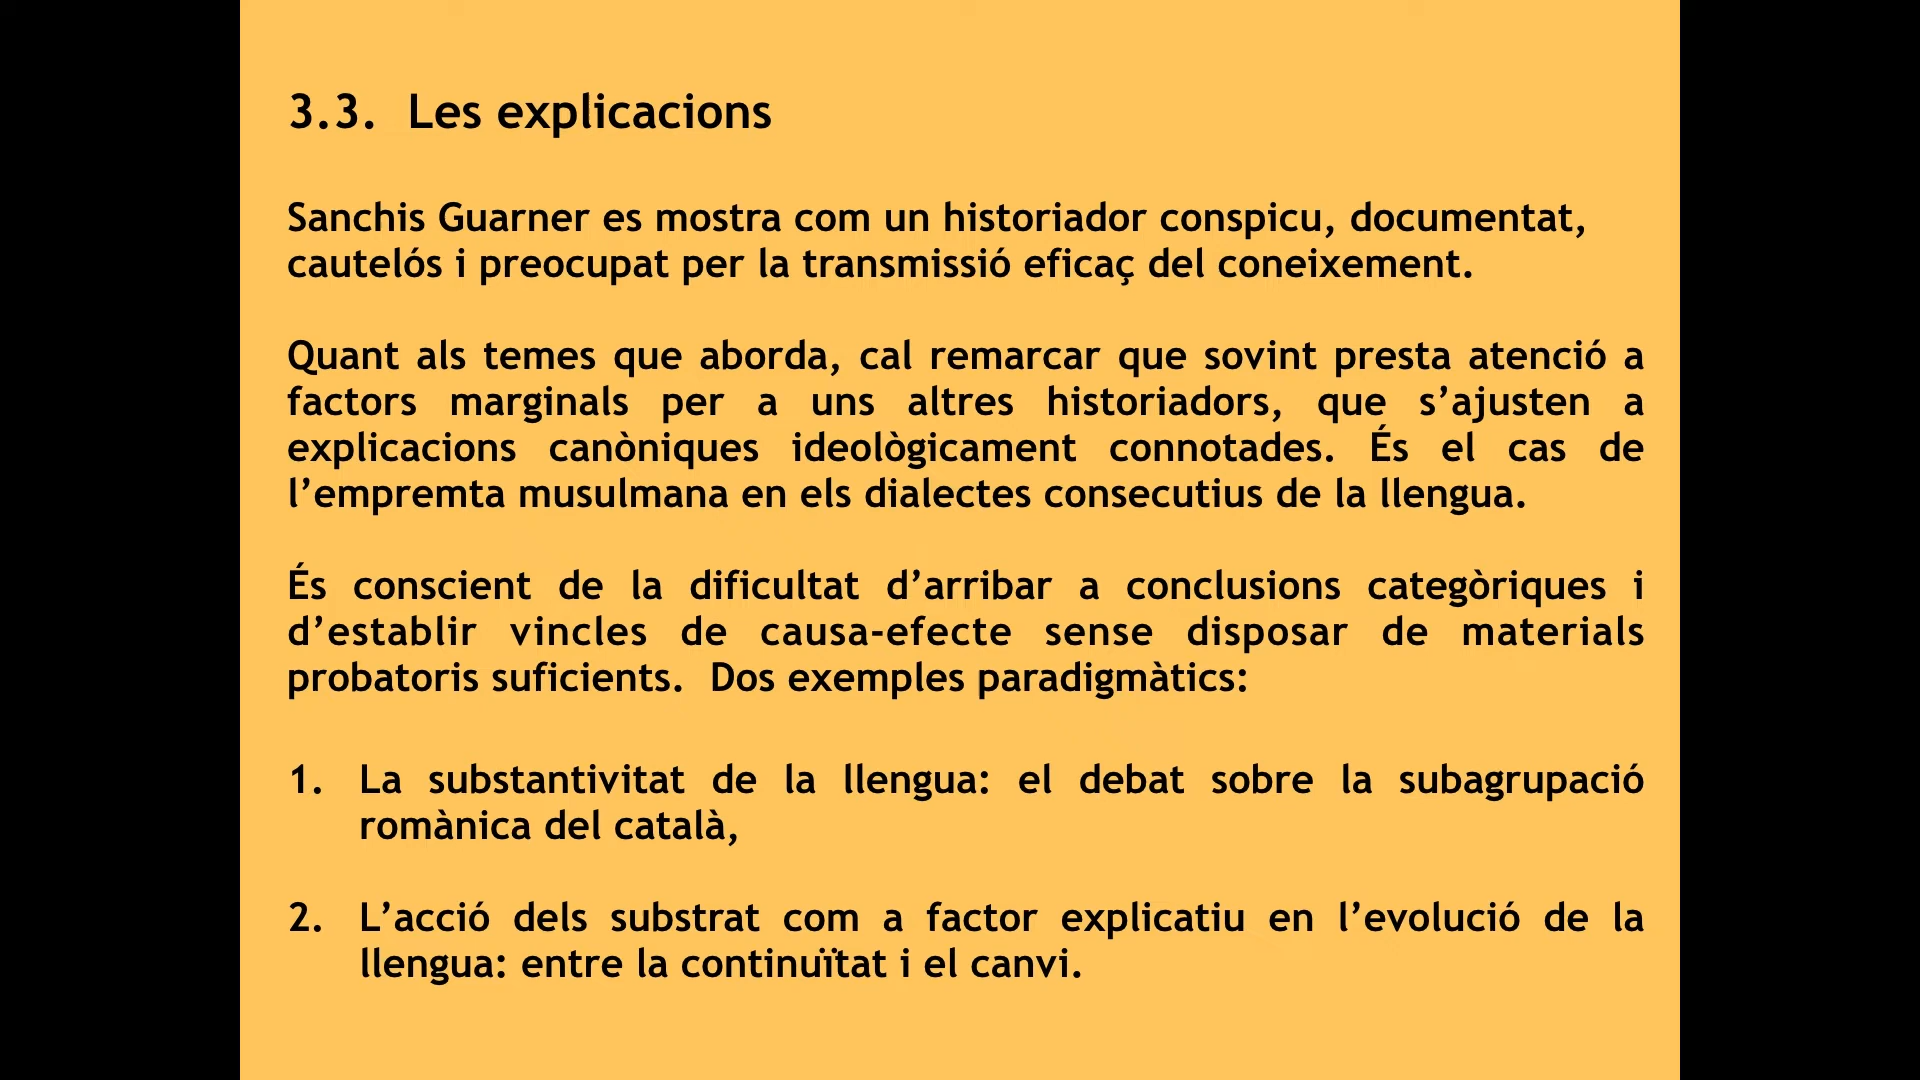 3.3. Les explicacions
Sanchis Guarner es mostra com un historiador conspicu, documentat,
cautelós i preocupat per la transmissió eficaç del coneixement.
Quant als temes que aborda, cal remarcar que sovint presta atenció a
factors marginals per a uns altres historiadors, que s’ajusten a
explicacions canòniques ideològicament connotades. És el cas de
l’empremta musulmana en els dialectes consecutius de la llengua.
És conscient de la dificultat d’arribar a conclusions categòriques i
d’establir vincles de causa-efecte sense disposar de materials
probatoris suficients. Dos exemples paradigmàtics:
1. La substantivitat de la llengua: el debat sobre la subagrupació
romànica del català,
2. L’acció dels substrat com a factor explicatiu en l’evolució de la
llengua: entre la continuïtat i el canvi.